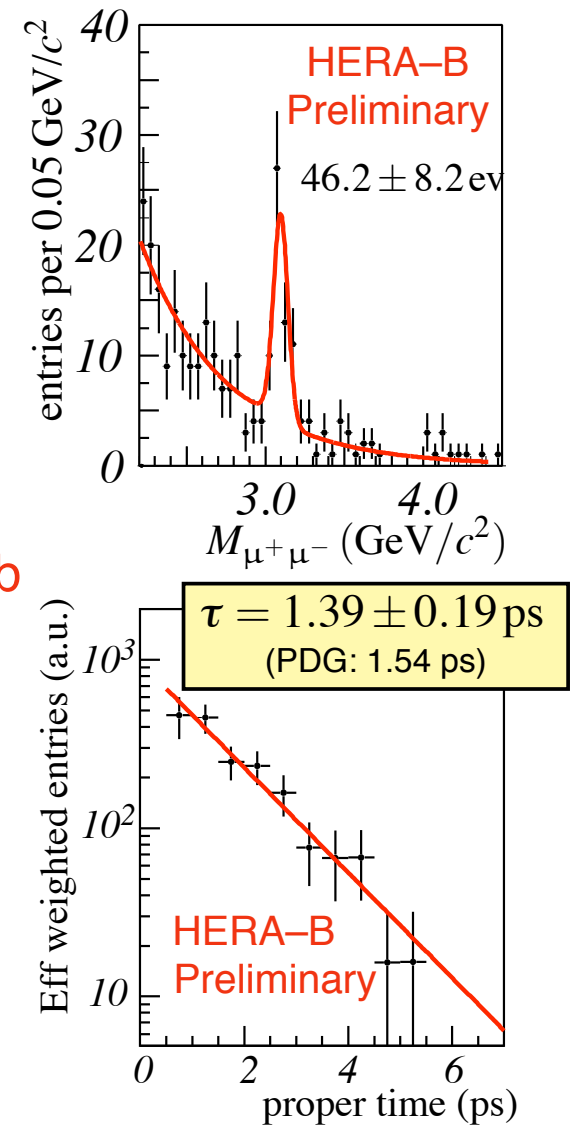 40
HERA–B
Preliminary
30
46.2 ± 8.2 ev
20
10
0
entries per 0.05 GeV/c²
3.0 4.0
M_μ⁺μ⁻ (GeV/c²)
b
τ = 1.39 ± 0.19 ps
(PDG: 1.54 ps)
10³
10²
10
Eff weighted entries (a.u.)
HERA–B
Preliminary
0 2 4 6
proper time (ps)